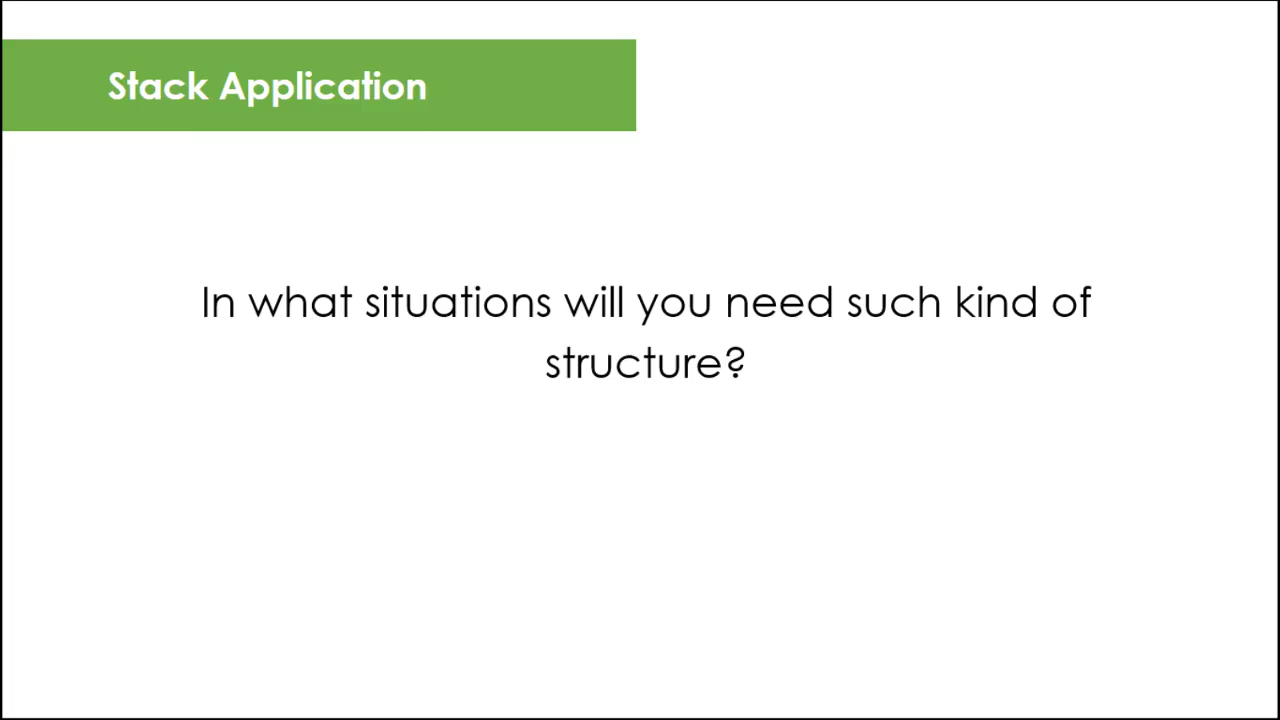 Stack Application
In what situations will you need such kind of
structure?